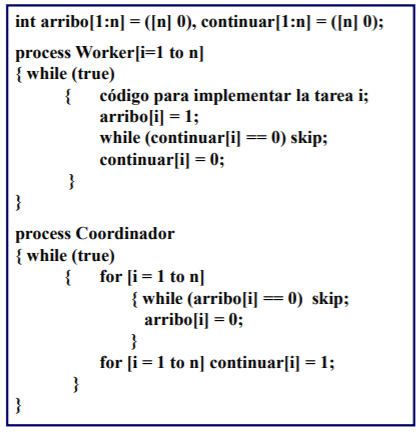 int arribo[1:n] = ([n] 0), continuar[1:n] = ([n] 0);
process Worker[i=1 to n]
{ while (true)
{ código para implementar la tarea i;
arribo[i] = 1;
while (continuar[i] == 0) skip;
continuar[i] = 0;
}
}
process Coordinador
{ while (true)
{ for [i = 1 to n]
{ while (arribo[i] == 0) skip;
arribo[i] = 0;
}
for [i = 1 to n] continuar[i] = 1;
}
}